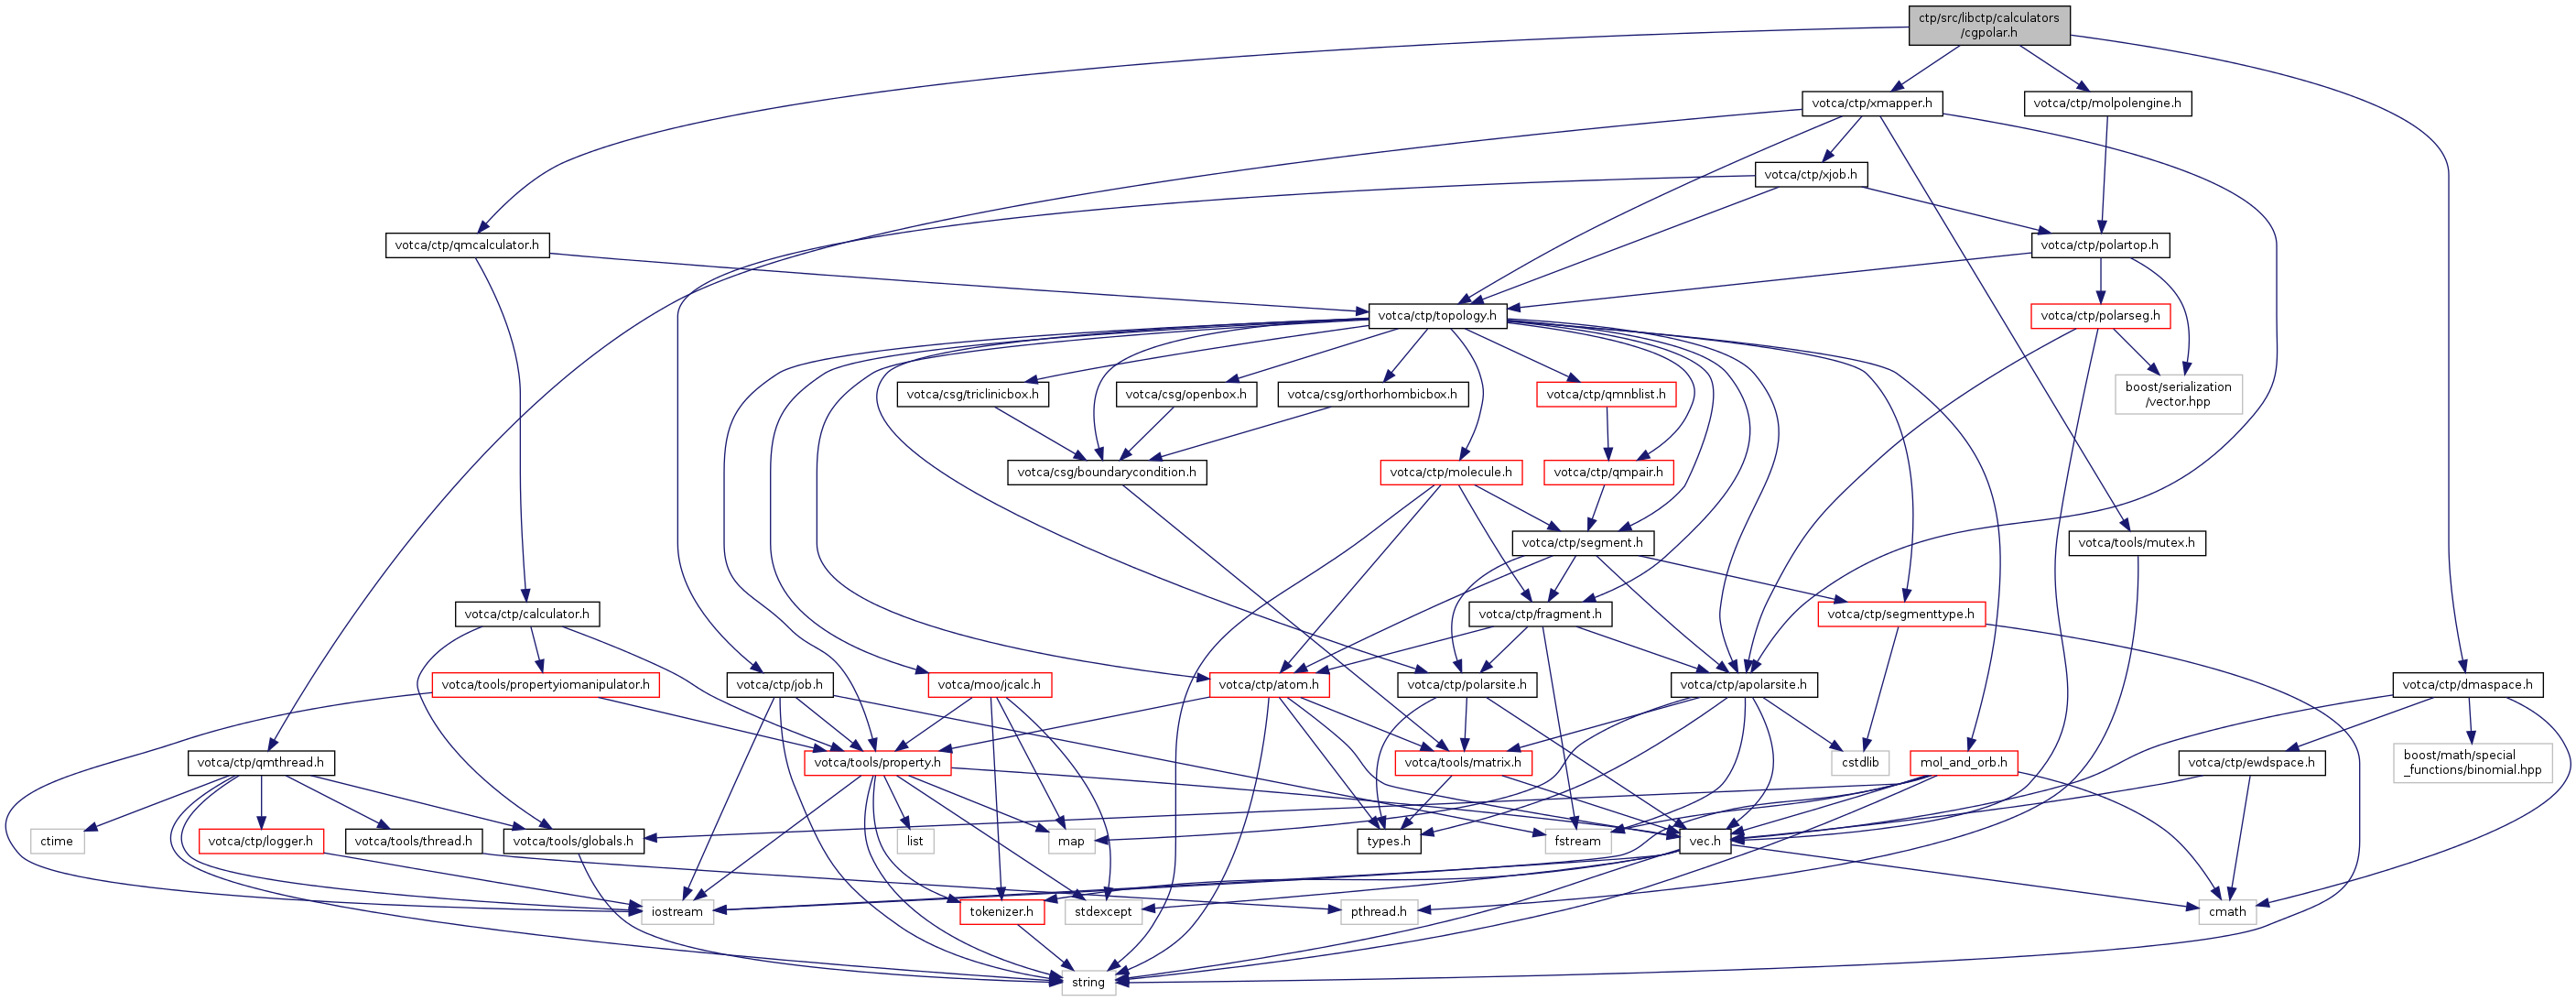 ctp/src/libctp/calculators
/cgpolar.h
votca/ctp/xmapper.h
votca/ctp/molpolengine.h
votca/ctp/xjob.h
votca/ctp/qmcalculator.h
votca/ctp/polartop.h
votca/ctp/topology.h
votca/ctp/polarseg.h
votca/csg/triclinicbox.h
votca/csg/openbox.h
votca/csg/orthorhombicbox.h
votca/ctp/qmnblist.h
boost/serialization
/vector.hpp
votca/csg/boundarycondition.h
votca/ctp/molecule.h
votca/ctp/qmpair.h
votca/ctp/segment.h
votca/tools/mutex.h
votca/ctp/calculator.h
votca/ctp/fragment.h
votca/ctp/segmenttype.h
votca/tools/propertyiomanipulator.h
votca/ctp/job.h
votca/moo/jcalc.h
votca/ctp/atom.h
votca/ctp/polarsite.h
votca/ctp/apolarsite.h
votca/ctp/dmaspace.h
votca/ctp/qmthread.h
votca/tools/property.h
votca/tools/matrix.h
cstdlib
mol_and_orb.h
votca/ctp/ewdspace.h
boost/math/special
_functions/binomial.hpp
ctime
votca/ctp/logger.h
votca/tools/thread.h
votca/tools/globals.h
list
map
types.h
fstream
vec.h
iostream
tokenizer.h
stdexcept
pthread.h
cmath
string